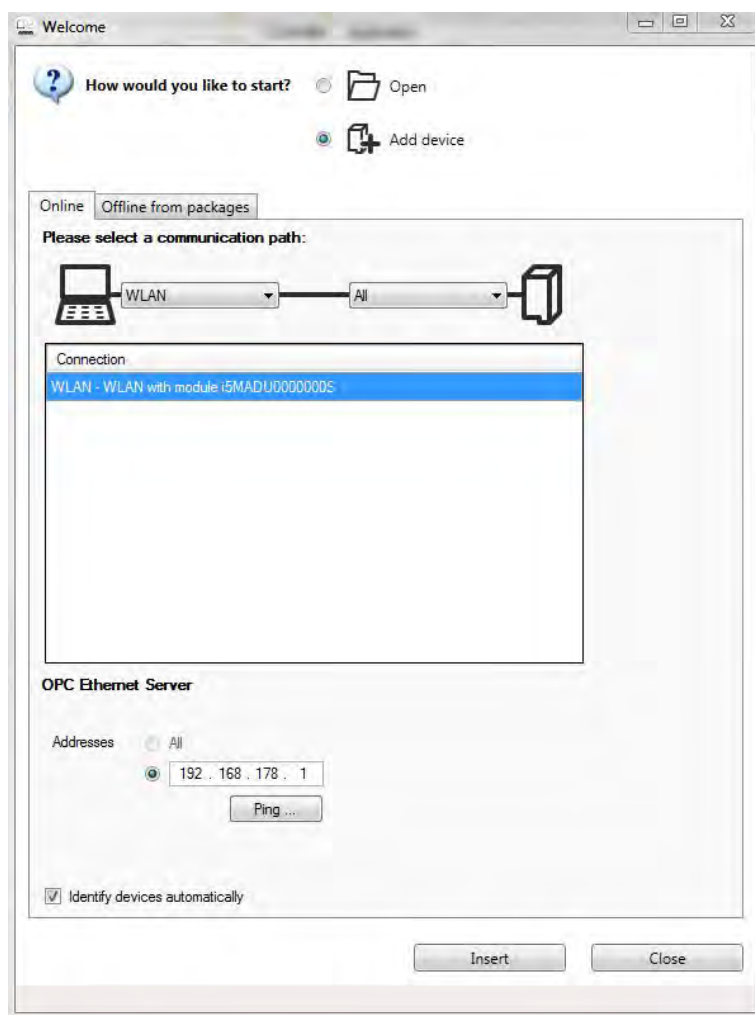 Welcome
How would you like to start?
Open
Add device
Online
Offline from packages
Please select a communication path:
WLAN
All
Connection
WLAN - WLAN with module i5MADU0000000S
OPC Ethernet Server
Addresses
All
192 . 168 . 178 . 1
Ping ...
Identify devices automatically
Insert
Close